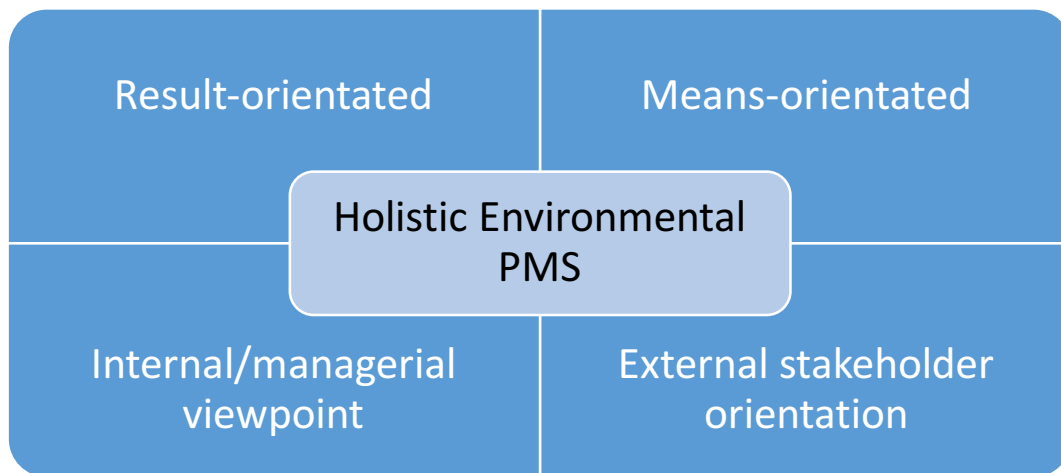 Result-orientated
Means-orientated
Holistic Environmental
PMS
Internal/managerial
viewpoint
External stakeholder
orientation